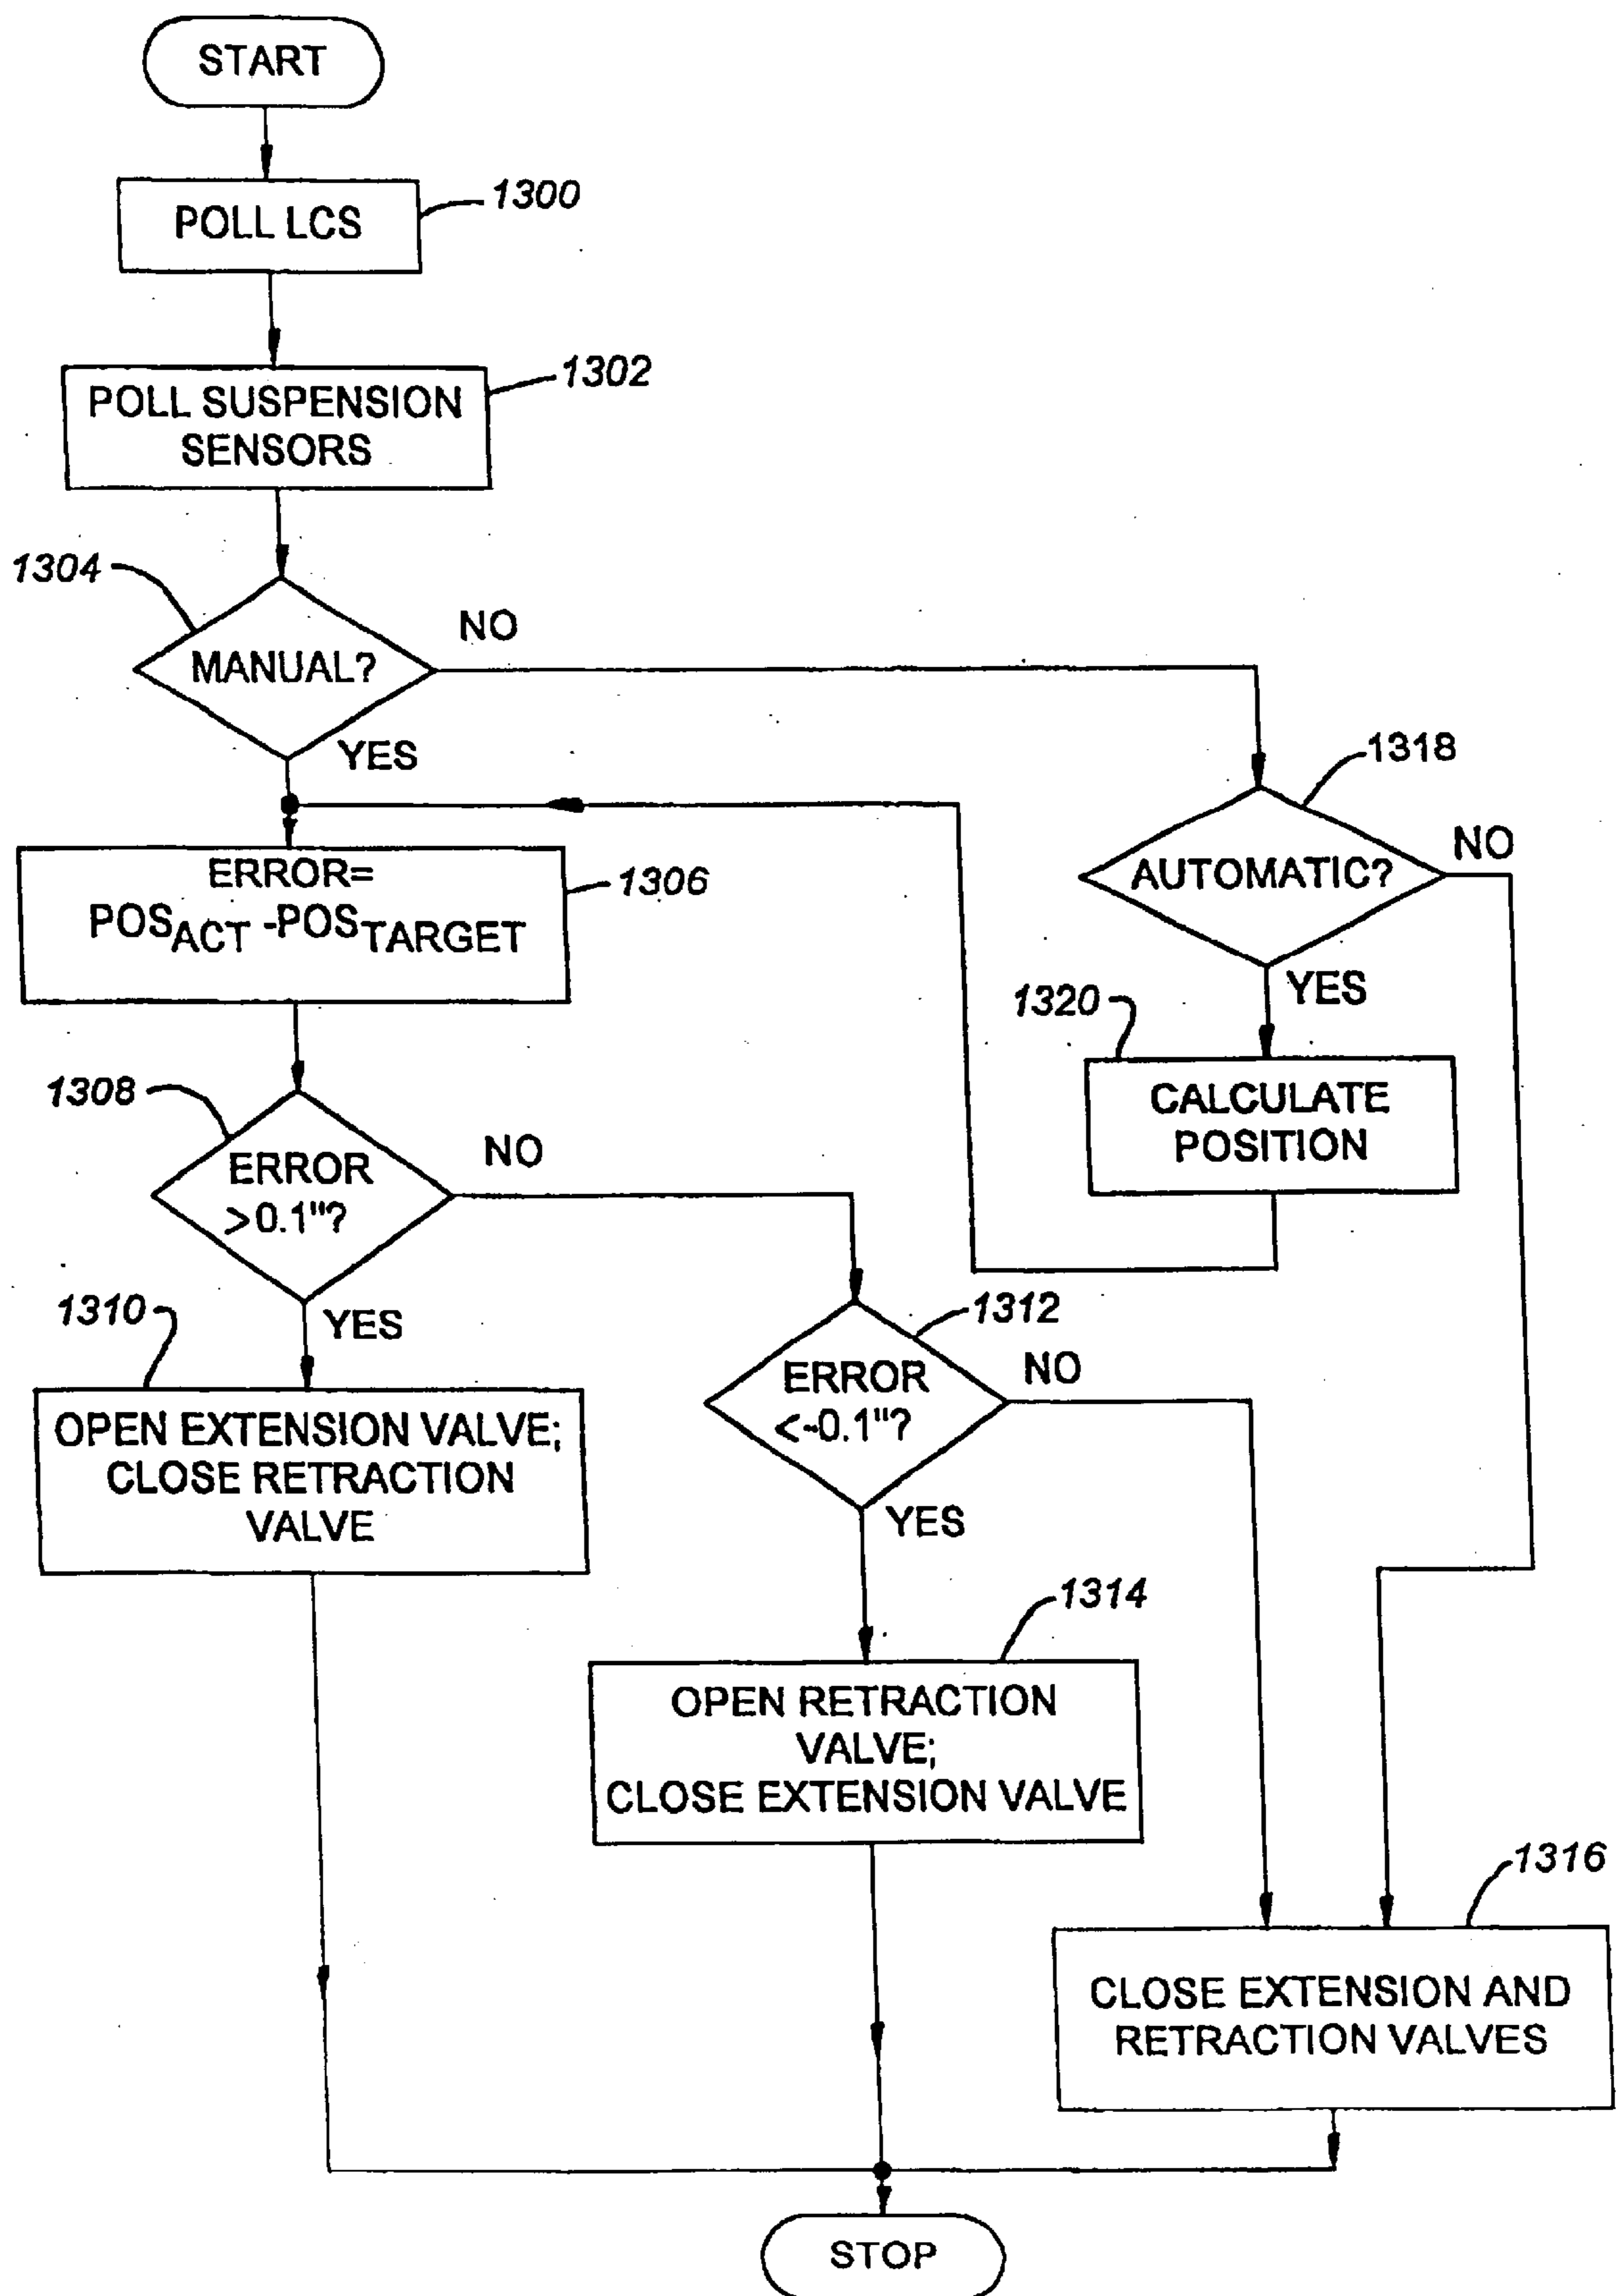 START
POLL LCS
1300
POLL SUSPENSION
SENSORS
1302
1304
MANUAL?
NO
YES
ERROR=
POSACT -POSTARGET
1306
1318
AUTOMATIC?
NO
YES
1320
CALCULATE
POSITION
1308
ERROR
>0.1"?
NO
YES
1310
OPEN EXTENSION VALVE;
CLOSE RETRACTION
VALVE
1312
ERROR
<-0.1"?
NO
YES
1314
OPEN RETRACTION
VALVE;
CLOSE EXTENSION VALVE
1316
CLOSE EXTENSION AND
RETRACTION VALVES
STOP